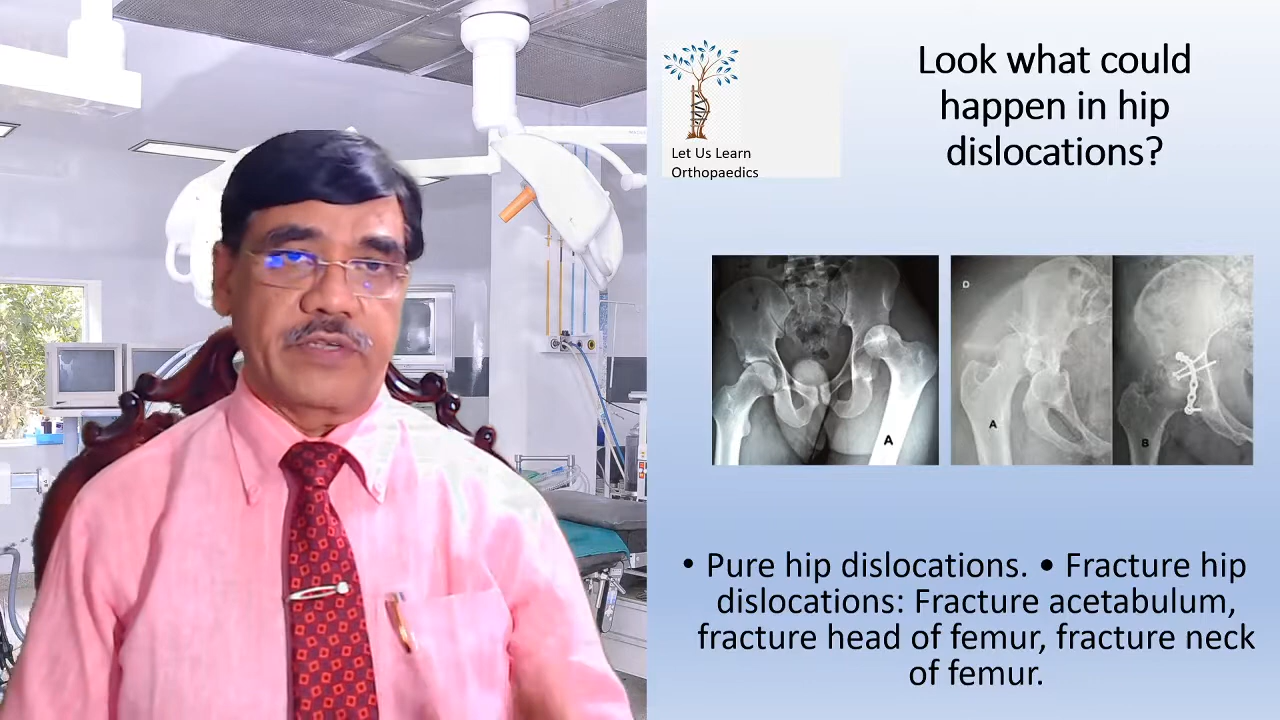 Look what could
happen in hip
dislocations?
Let Us Learn
Orthopaedics
D
A
A
B
• Pure hip dislocations. • Fracture hip
dislocations: Fracture acetabulum,
fracture head of femur, fracture neck
of femur.